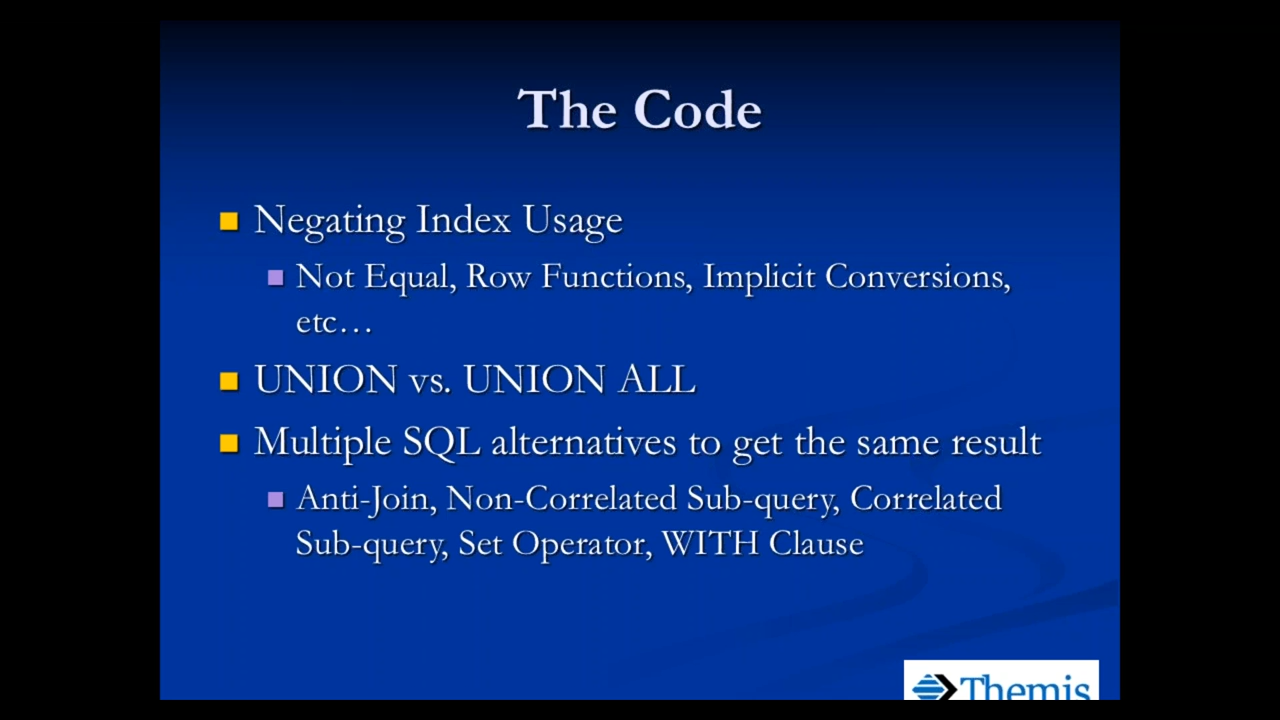 The Code
Negating Index Usage
Not Equal, Row Functions, Implicit Conversions,
etc…
UNION vs. UNION ALL
Multiple SQL alternatives to get the same result
Anti-Join, Non-Correlated Sub-query, Correlated
Sub-query, Set Operator, WITH Clause
Themis